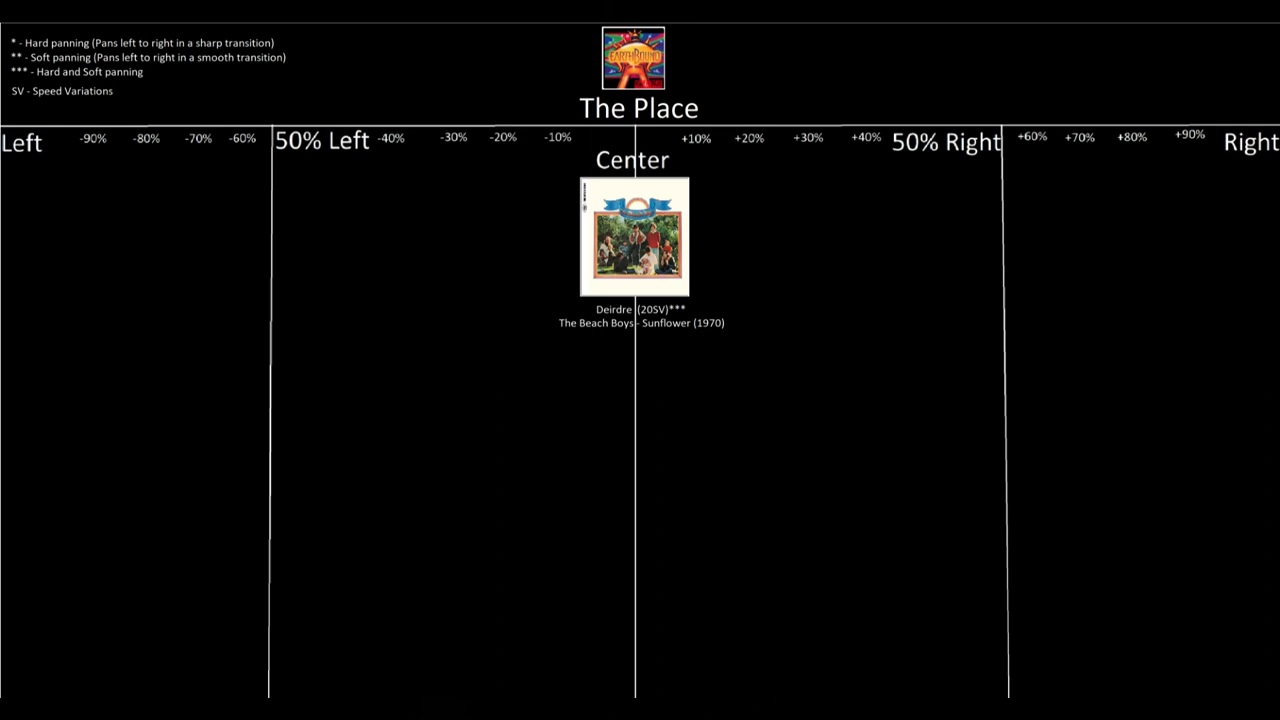 * - Hard panning (Pans left to right in a sharp transition)
** - Soft panning (Pans left to right in a smooth transition)
*** - Hard and Soft panning
SV - Speed Variations
EARTHBOUND
The Place
Left -90% -80% -70% -60% 50% Left -40% -30% -20% -10% +10% +20% +30% +40% 50% Right +60% +70% +80% +90% Right
Center
Deirdre (20SV)***
The Beach Boys - Sunflower (1970)